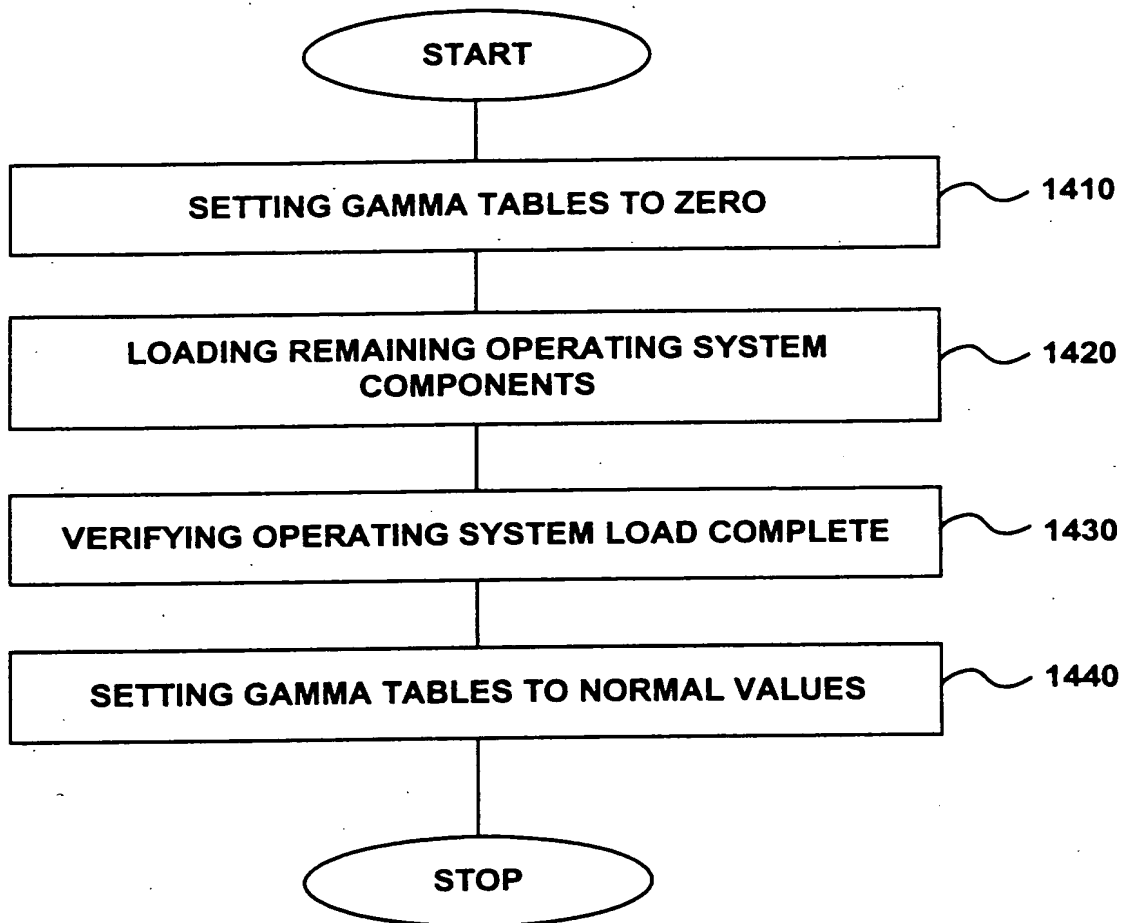 START
SETTING GAMMA TABLES TO ZERO
1410
LOADING REMAINING OPERATING SYSTEM
COMPONENTS
1420
VERIFYING OPERATING SYSTEM LOAD COMPLETE
1430
SETTING GAMMA TABLES TO NORMAL VALUES
1440
STOP